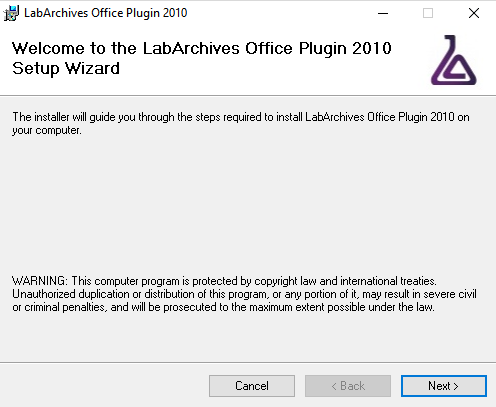 LabArchives Office Plugin 2010
Welcome to the LabArchives Office Plugin 2010
Setup Wizard
The installer will guide you through the steps required to install LabArchives Office Plugin 2010 on
your computer.
WARNING: This computer program is protected by copyright law and international treaties.
Unauthorized duplication or distribution of this program, or any portion of it, may result in severe civil
or criminal penalties, and will be prosecuted to the maximum extent possible under the law.
Cancel
< Back
Next >